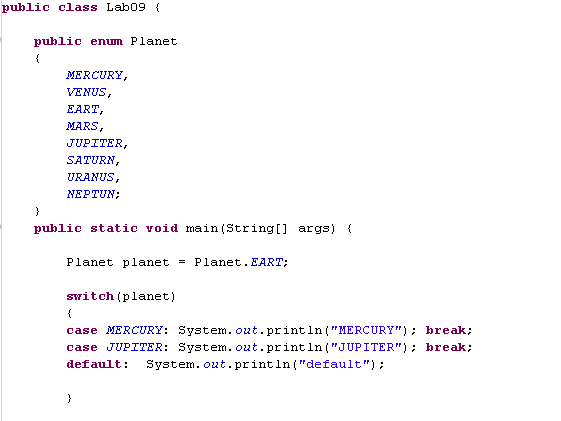 public class Lab09 {
public enum Planet
{
MERCURY,
VENUS,
EART,
MARS,
JUPITER,
SATURN,
URANUS,
NEPTUN;
}
public static void main(String[] args) {
Planet planet = Planet.EART;
switch(planet)
{
case MERCURY: System.out.println("MERCURY"); break;
case JUPITER: System.out.println("JUPITER"); break;
default:  System.out.println("default");
}